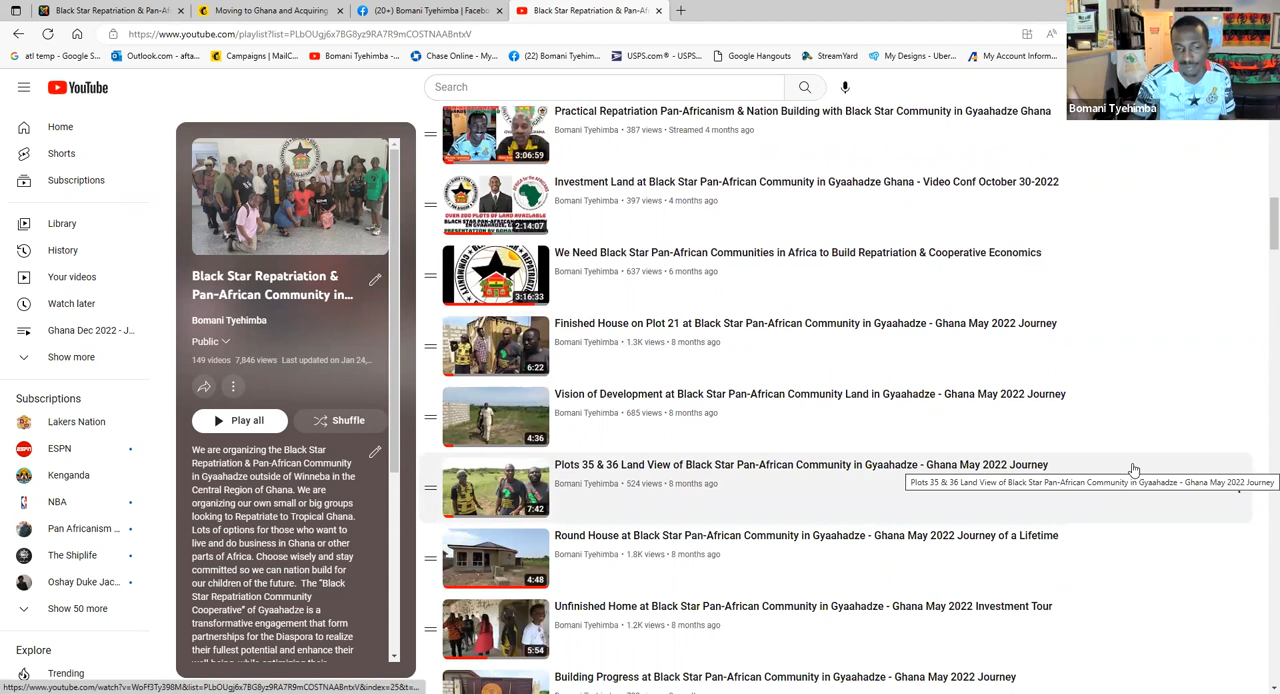 Black Star Repatriation & Pan-Af
Moving to Ghana and Acquiring
(20+) Bomani Tyehimba | Facebo
Black Star Repatriation & Pan-Af
https://www.youtube.com/playlist?list=PLbOUgj6x7BG8yz9RA7R9mCOSTNAABntxV
atl temp - Google S...
Outlook.com - afta...
Campaigns | MailC...
Bomani Tyehimba -...
Chase Online - My...
(22) Bomani Tyehim...
USPS.com® - USPS...
Google Hangouts
StreamYard
My Designs - Uber...
My Account Inform...
Bomani Tyehimba
YouTube
Search
Home
Shorts
Subscriptions
Library
History
Your videos
Watch later
Ghana Dec 2022 - J...
Show more
Subscriptions
Lakers Nation
ESPN
Kenganda
NBA
Pan Africanism ...
The Shiplife
Oshay Duke Jac...
Show 50 more
Explore
Trending
Black Star Repatriation &
Pan-African Community in...
Bomani Tyehimba
Public
149 videos 7,846 views Last updated on Jan 24,...
Play all
Shuffle
We are organizing the Black Star
Repatriation & Pan-African Community
in Gyaahadze outside of Winneba in the
Central Region of Ghana. We are
organizing our own small or big groups
looking to Repatriate to Tropical Ghana.
Lots of options for those who want to
live and do business in Ghana or other
parts of Africa. Choose wisely and stay
committed so we can nation build for
our children of the future. The "Black
Star Repatriation Community
Cooperative" of Gyaahadze is a
transformative engagement that form
partnerships for the Diaspora to realize
their fullest potential and enhance their
Practical Repatriation Pan-Africanism & Nation Building with Black Star Community in Gyaahadze Ghana
Bomani Tyehimba • 387 views • Streamed 4 months ago
3:06:59
Investment Land at Black Star Pan-African Community in Gyaahadze Ghana - Video Conf October 30-2022
Bomani Tyehimba • 397 views • 4 months ago
OVER 200 PLOTS OF LAND AVAILABLE
2:14:07
We Need Black Star Pan-African Communities in Africa to Build Repatriation & Cooperative Economics
Bomani Tyehimba • 637 views • 6 months ago
3:16:33
Finished House on Plot 21 at Black Star Pan-African Community in Gyaahadze - Ghana May 2022 Journey
Bomani Tyehimba • 1.3K views • 8 months ago
6:22
Vision of Development at Black Star Pan-African Community Land in Gyaahadze - Ghana May 2022 Journey
Bomani Tyehimba • 685 views • 8 months ago
4:36
Plots 35 & 36 Land View of Black Star Pan-African Community in Gyaahadze - Ghana May 2022 Journey
Bomani Tyehimba • 524 views • 8 months ago
7:42
Plots 35 & 36 Land View of Black Star Pan-African Community in Gyaahadze - Ghana May 2022 Journey
Round House at Black Star Pan-African Community in Gyaahadze - Ghana May 2022 Journey of a Lifetime
Bomani Tyehimba • 1.8K views • 8 months ago
4:48
Unfinished Home at Black Star Pan-African Community in Gyaahadze - Ghana May 2022 Investment Tour
Bomani Tyehimba • 1.2K views • 8 months ago
5:54
Building Progress at Black Star Pan-African Community in Gyaahadze - Ghana May 2022 Journey
https://www.youtube.com/watch?v=WoFf3Ty398M&list=PLbOUgj6x7BG8yz9RA7R9mCOSTNAABntxV&index=25&t=...